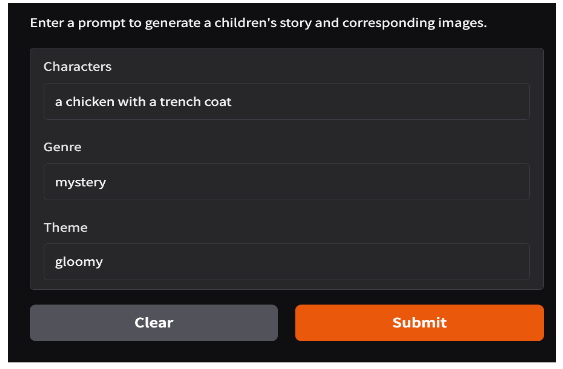 Enter a prompt to generate a children's story and corresponding images.
Characters
a chicken with a trench coat
Genre
mystery
Theme
gloomy
Clear
Submit